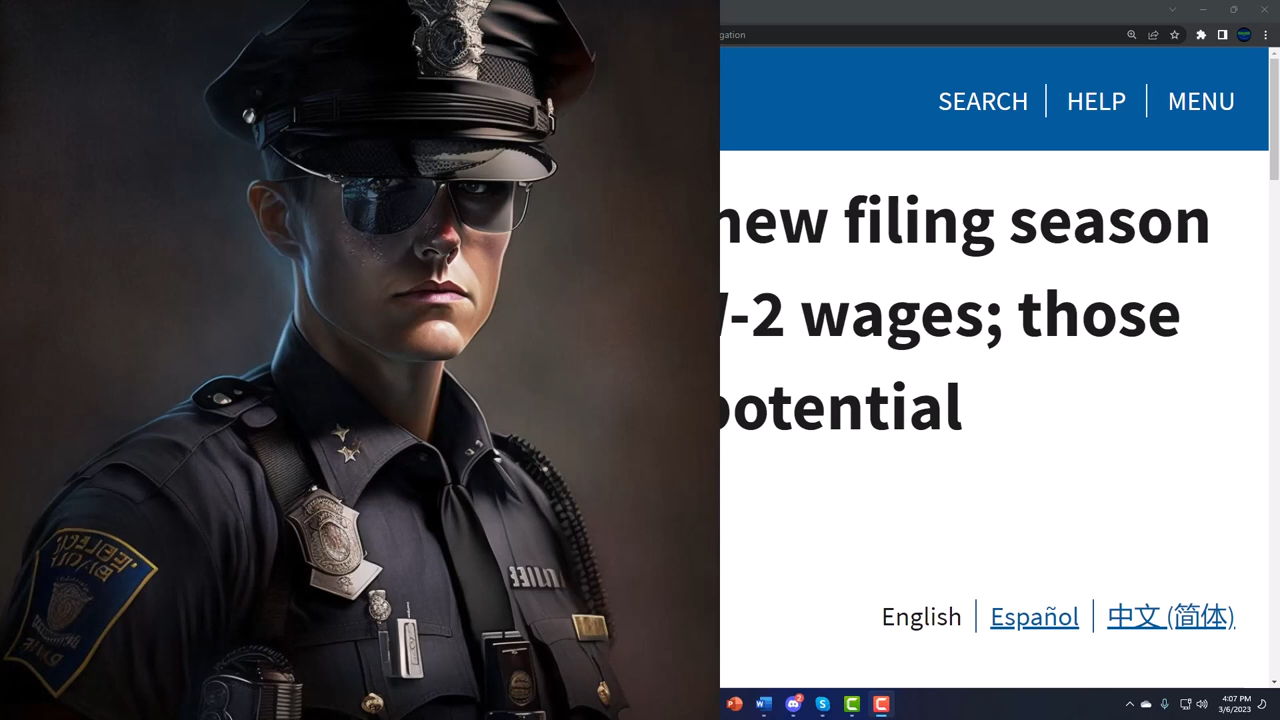 gation
SEARCH HELP MENU
new filing season
-2 wages; those
potential
English Español 中文 (简体)
4:07 PM
3/6/2023